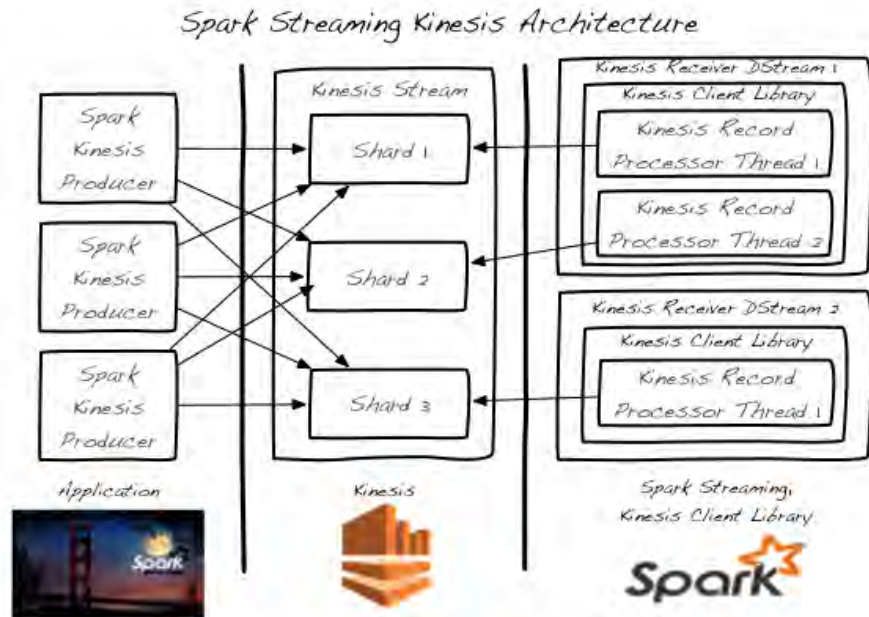 Spark Streaming Kinesis Architecture
Spark
Kinesis
Producer
Spark
Kinesis
Producer
Spark
Kinesis
Producer
Application
Spark
Kinesis Stream
Shard 1
Shard 2
Shard 3
Kinesis
Kinesis Receiver DStream 1
Kinesis Client Library
Kinesis Record
Processor Thread 1
Kinesis Record
Processor Thread 2
Kinesis Receiver DStream 2
Kinesis Client Library
Kinesis Record
Processor Thread 1
Spark Streaming,
Kinesis Client Library
Spark